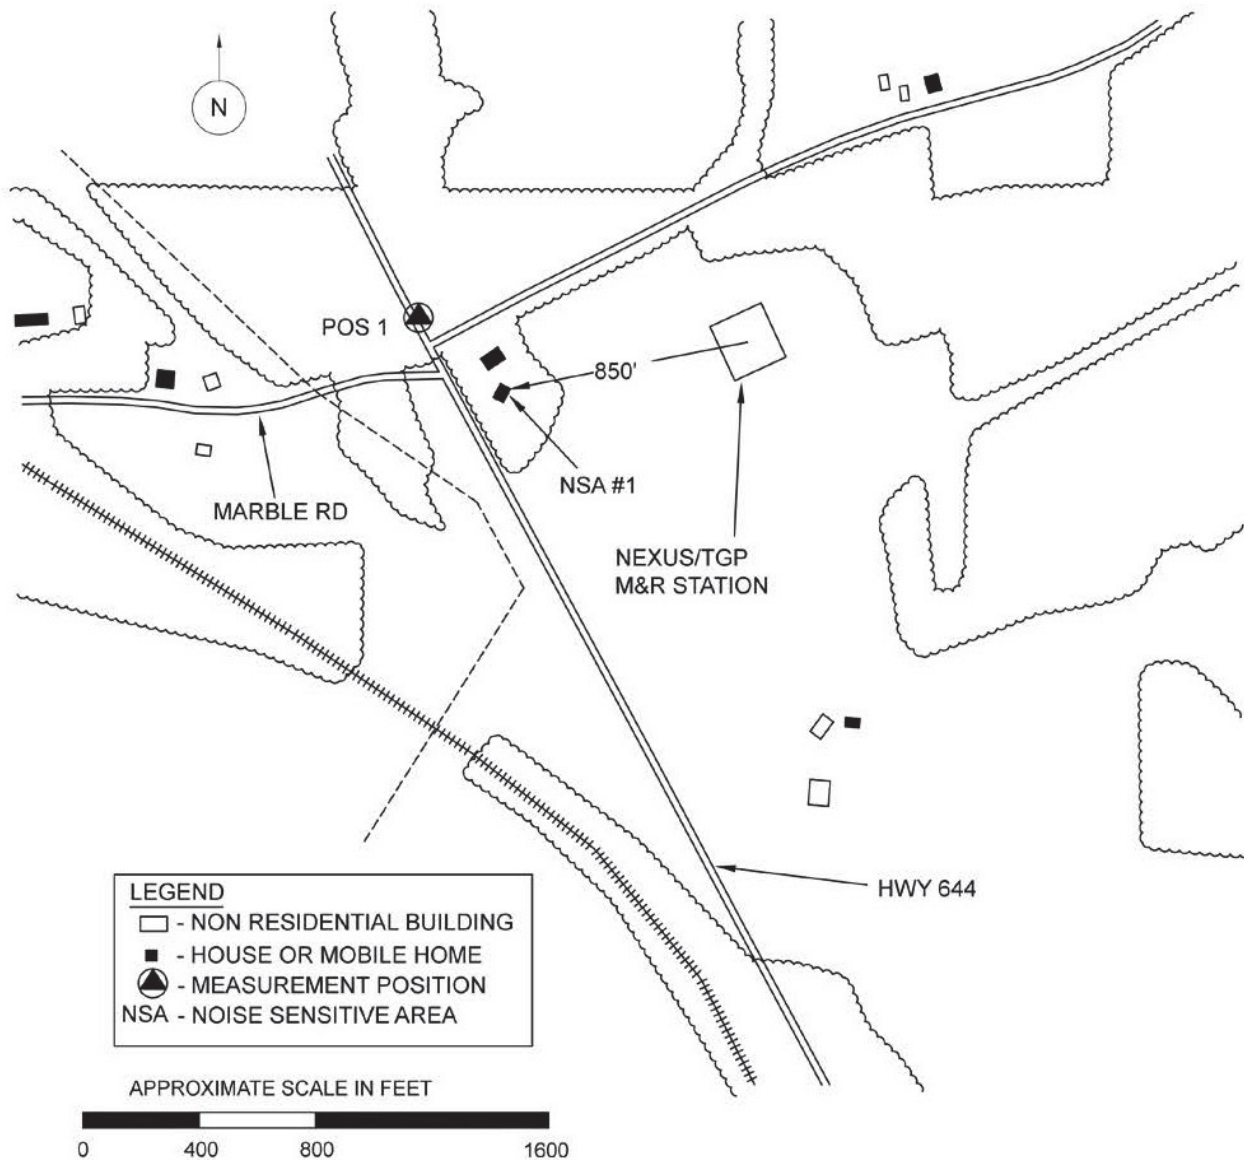 N
POS 1
850'
NSA #1
MARBLE RD
NEXUS/TGP
M&R STATION
HWY 644
LEGEND
- NON RESIDENTIAL BUILDING
- HOUSE OR MOBILE HOME
- MEASUREMENT POSITION
NSA - NOISE SENSITIVE AREA
APPROXIMATE SCALE IN FEET
0 400 800 1600